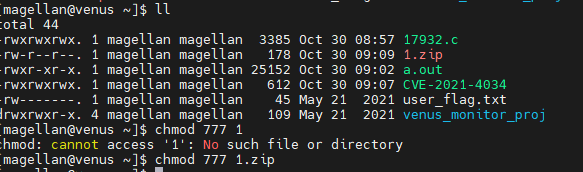 [magellan@venus ~]$ ll
total 44
-rwxrwxrwx. 1 magellan magellan  3385 Oct 30 08:57 17932.c
-rw-r--r--. 1 magellan magellan   178 Oct 30 09:09 1.zip
-rwxr-xr-x. 1 magellan magellan 25152 Oct 30 09:02 a.out
-rwxrwxrwx. 1 magellan magellan   612 Oct 30 09:07 CVE-2021-4034
-rw-------. 1 magellan magellan    45 May 21  2021 user_flag.txt
drwxrwxr-x. 4 magellan magellan   109 May 21  2021 venus_monitor_proj
[magellan@venus ~]$ chmod 777 1
chmod: cannot access '1': No such file or directory
[magellan@venus ~]$ chmod 777 1.zip